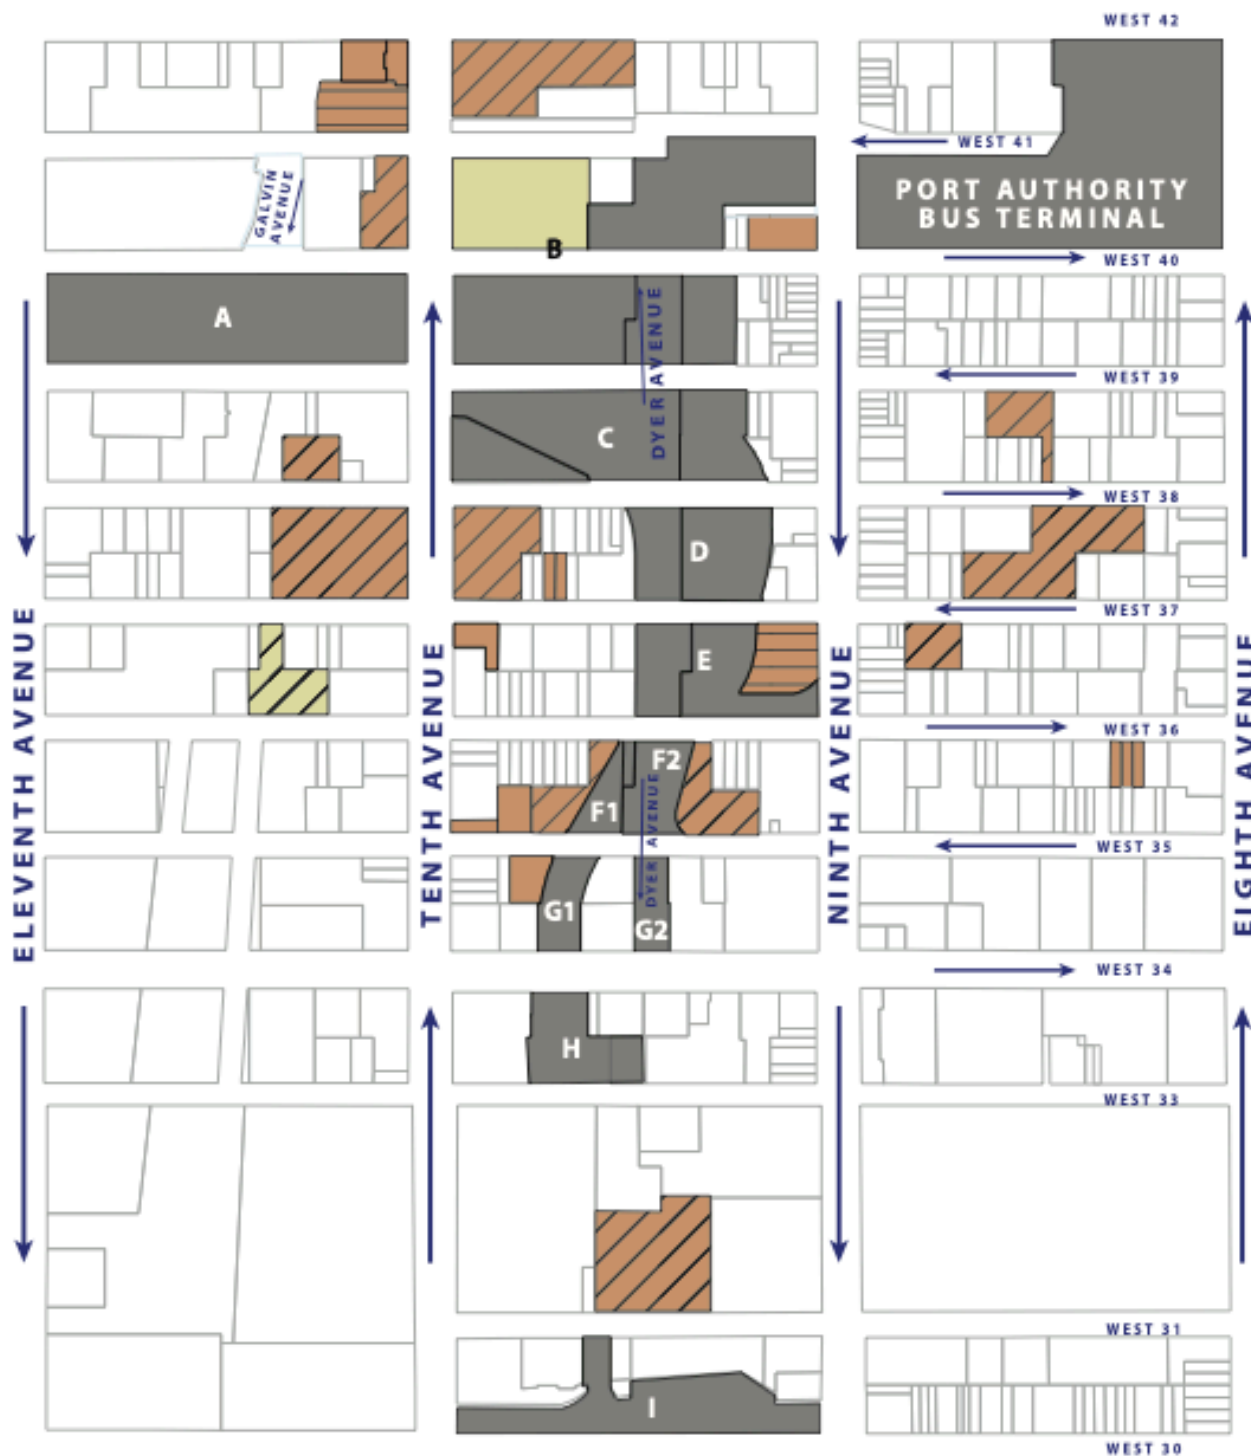 WEST 42
WEST 41
GALVIN
AVENUE
PORT AUTHORITY
BUS TERMINAL
B
WEST 40
A
DYER AVENUE
WEST 39
C
WEST 38
D
WEST 37
ELEVENTH AVENUE
TENTH AVENUE
NINTH AVENUE
EIGHTH AVENUE
E
WEST 36
F2
F1
DYER AVENUE
WEST 35
G1
G2
WEST 34
H
WEST 33
WEST 31
I
WEST 30